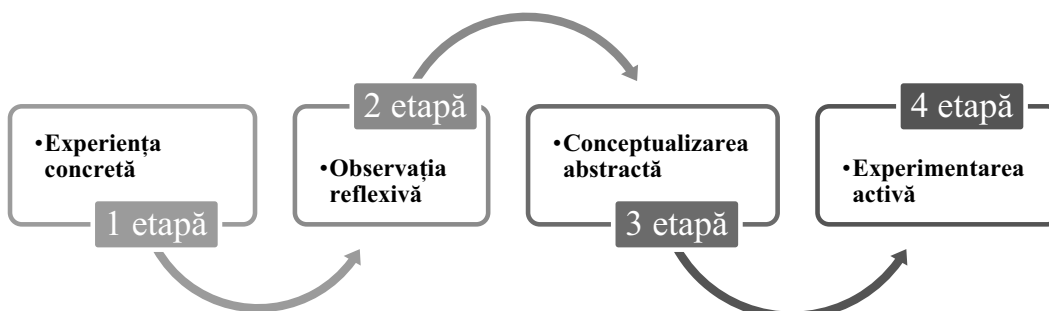 •Experiența
concretă
1 etapă
2 etapă
•Observația
reflexivă
•Conceptualizarea
abstractă
3 etapă
4 etapă
•Experimentarea
activă